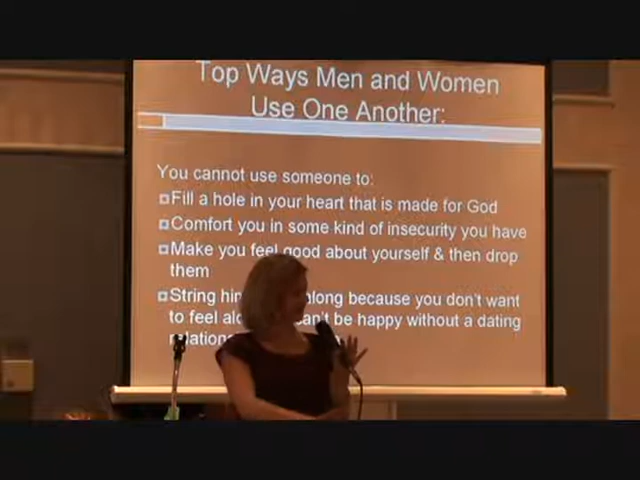 Top Ways Men and Women
Use One Another:
You cannot use someone to:
Fill a hole in your heart that is made for God
Comfort you in some kind of insecurity you have
Make you feel good about yourself & then drop
them
String along because you don't want
to feel can't be happy without a dating